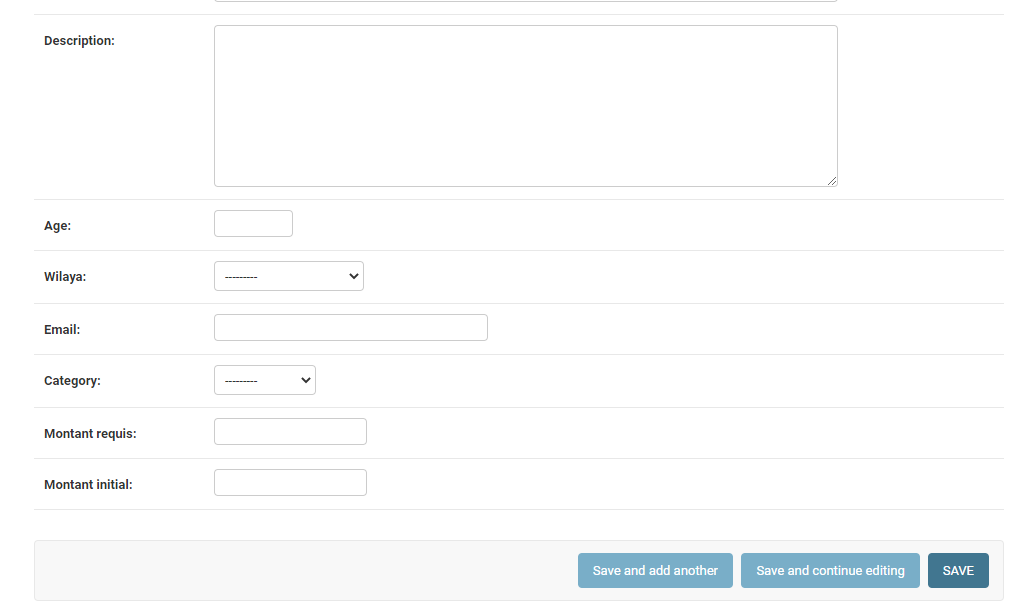 Description:
Age:
Wilaya:
---------
Email:
Category:
---------
Montant requis:
Montant initial:
Save and add another
Save and continue editing
SAVE